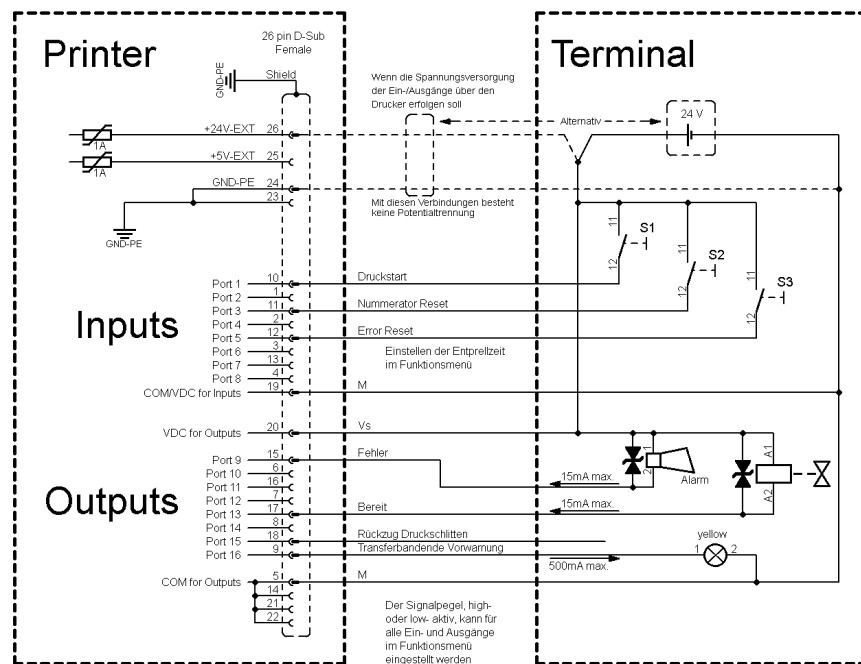 Printer
26 pin D-Sub
Female
Terminal
GND-PE
Shield
Wenn die Spannungsversorgung
der Ein-/Ausgänge über den
Drucker erfolgen soll
Alternativ
24 V
+24V-EXT 26
1A
+5V-EXT 25
1A
GND-PE 24
23
GND-PE
Mit diesen Verbindungen besteht
keine Potentialtrennung
11 S1 12
11 S2 12
11 S3 12
Inputs
Port 1 10 Druckstart
Port 2 1
Port 3 11 Nummerator Reset
Port 4 2
Port 5 12 Error Reset
Port 6 3
Port 7 13
Port 8 4
Einstellen der Entprellzeit
im Funktionsmenü
COM/VDC for Inputs 19 M
VDC for Outputs 20 Vs
Outputs
Port 9 15 Fehler
Port 10 6
Port 11 16
Port 12 7
Port 13 17 Bereit
Port 14 8
Port 15 18 Rückzug Druckschlitten
Port 16 9 Transferbandende Vorwarnung
15mA max.
15mA max.
500mA max.
1 2 Alarm
A1
A2
yellow
1 2
COM for Outputs 5 M
14
21
22
Der Signalpegel, high-
oder low- aktiv, kann für
alle Ein- und Ausgänge
im Funktionsmenü
eingestellt werden